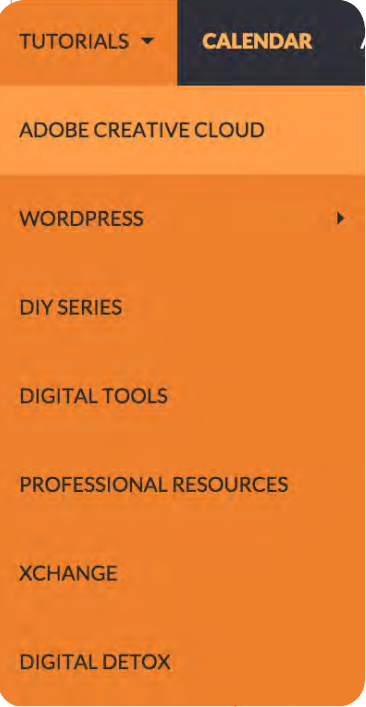 TUTORIALS CALENDAR
ADOBE CREATIVE CLOUD
WORDPRESS
DIY SERIES
DIGITAL TOOLS
PROFESSIONAL RESOURCES
XCHANGE
DIGITAL DETOX